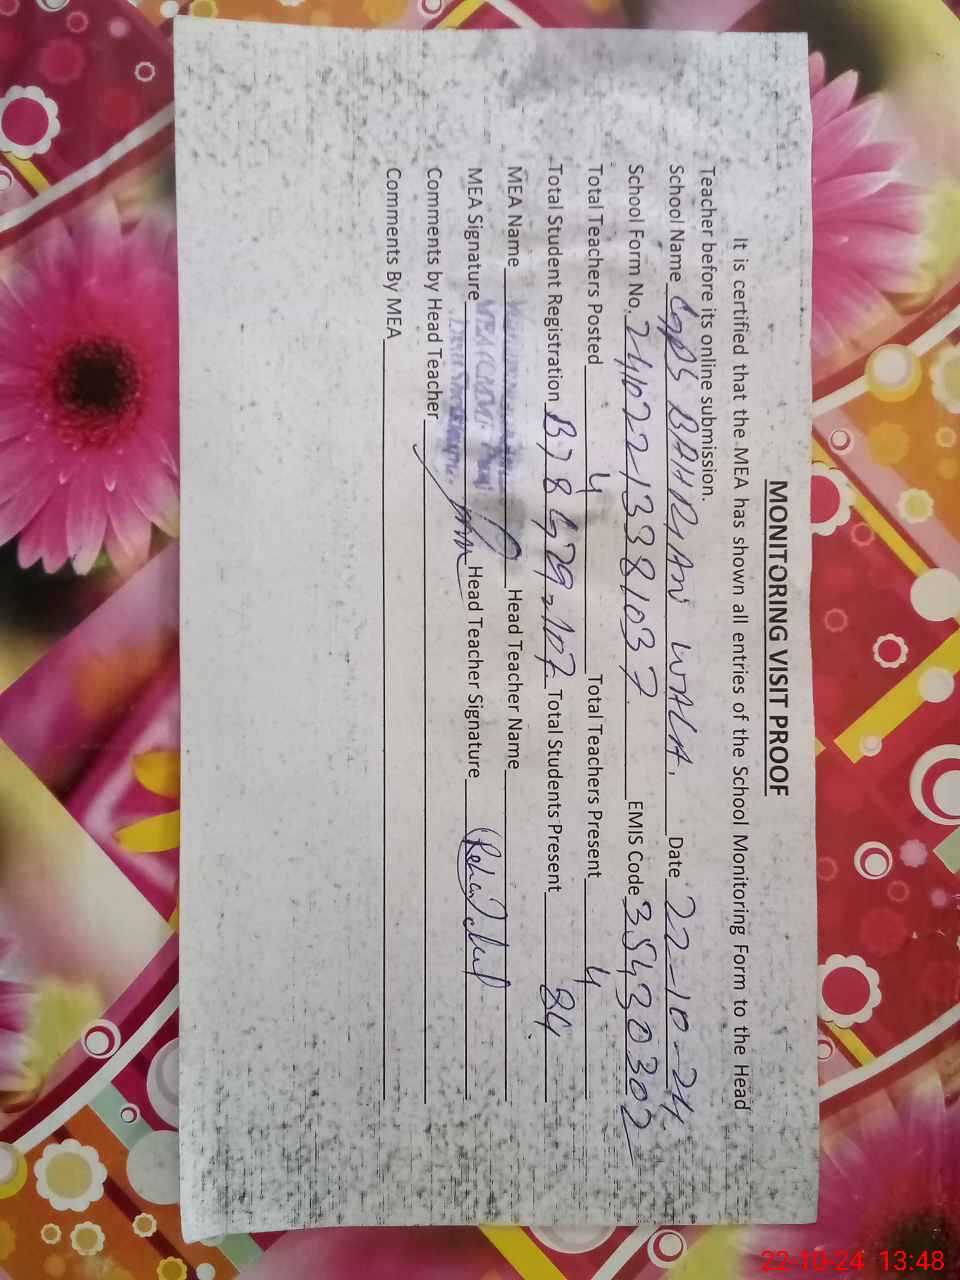 MONITORING VISIT PROOF
It is certified that the MEA has shown all entries of the School Monitoring Form to the Head
Teacher before its online submission.
School Name GPS BAHRIAN WALA. Date 22-10-24
School Form No. 24102213381037 EMIS Code 35430302
Total Teachers Posted 4 Total Teachers Present 4
Total Student Registration B78 G29=107 Total Students Present 84
MEA Name Head Teacher Name
MEA Signature Head Teacher Signature
Comments by Head Teacher
Comments By MEA
22-10-24 13:48